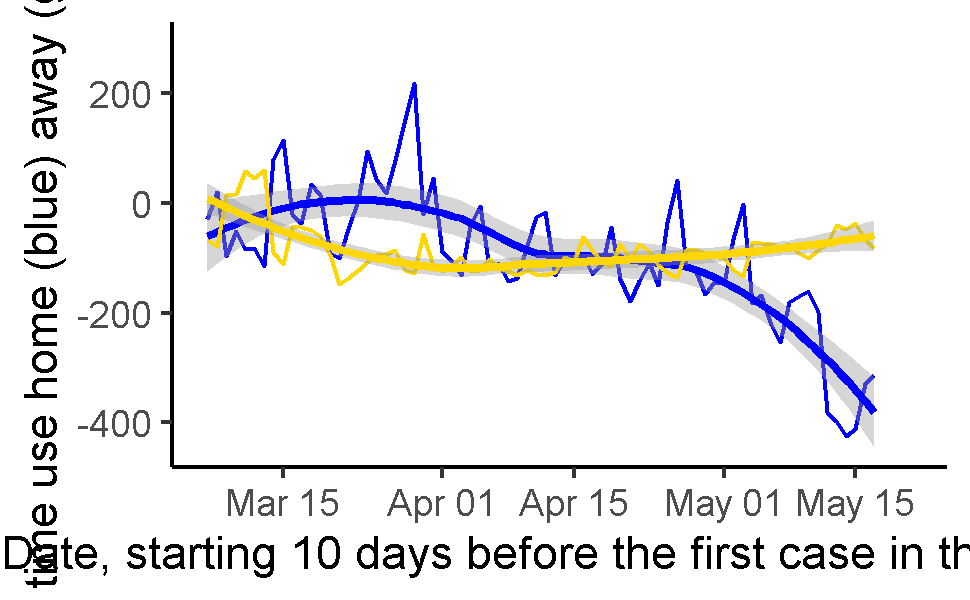 time use home (blue) away (
200
0
-200
-400
Mar 15 Apr 01 Apr 15 May 01 May 15
Date, starting 10 days before the first case in th